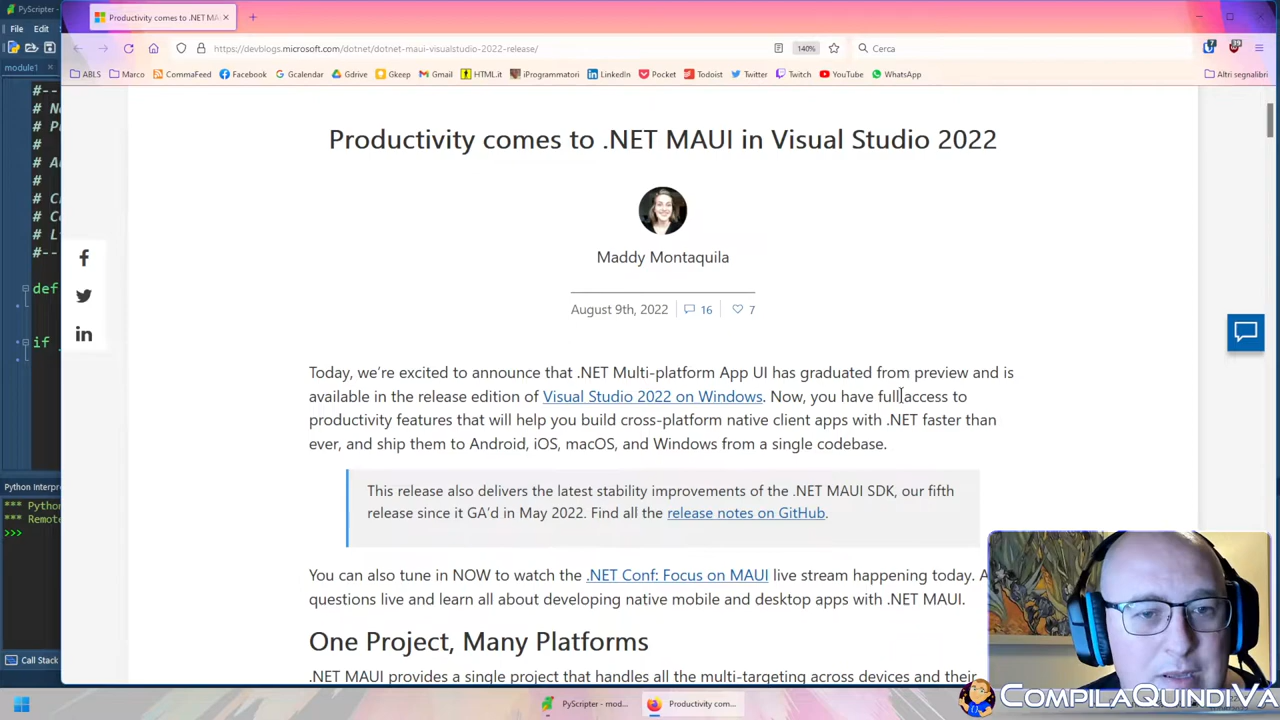 PyScripter
File Edit
module1
Productivity comes to .NET MA
https://devblogs.microsoft.com/dotnet/dotnet-maui-visualstudio-2022-release/
140%
Cerca
ABLS Marco CommaFeed Facebook Gcalendar Gdrive Gkeep Gmail HTML.it iProgrammatori LinkedIn Pocket Todoist Twitter Twitch YouTube WhatsApp Altri segnalibri
#--
# N
# P
#
# A
#
# C
# C
# L
#--
def
if
Productivity comes to .NET MAUI in Visual Studio 2022
Maddy Montaquila
August 9th, 2022 16 7
Today, we're excited to announce that .NET Multi-platform App UI has graduated from preview and is
available in the release edition of Visual Studio 2022 on Windows. Now, you have full access to
productivity features that will help you build cross-platform native client apps with .NET faster than
ever, and ship them to Android, iOS, macOS, and Windows from a single codebase.
This release also delivers the latest stability improvements of the .NET MAUI SDK, our fifth
release since it GA'd in May 2022. Find all the release notes on GitHub.
You can also tune in NOW to watch the .NET Conf: Focus on MAUI live stream happening today. A
questions live and learn all about developing native mobile and desktop apps with .NET MAUI.
One Project, Many Platforms
.NET MAUI provides a single project that handles all the multi-targeting across devices and their
Python Interpr
*** Python
*** Remote
>>>
Call Stack
PyScripter - mod...
Productivity com...
COMPILAQUINDIVA